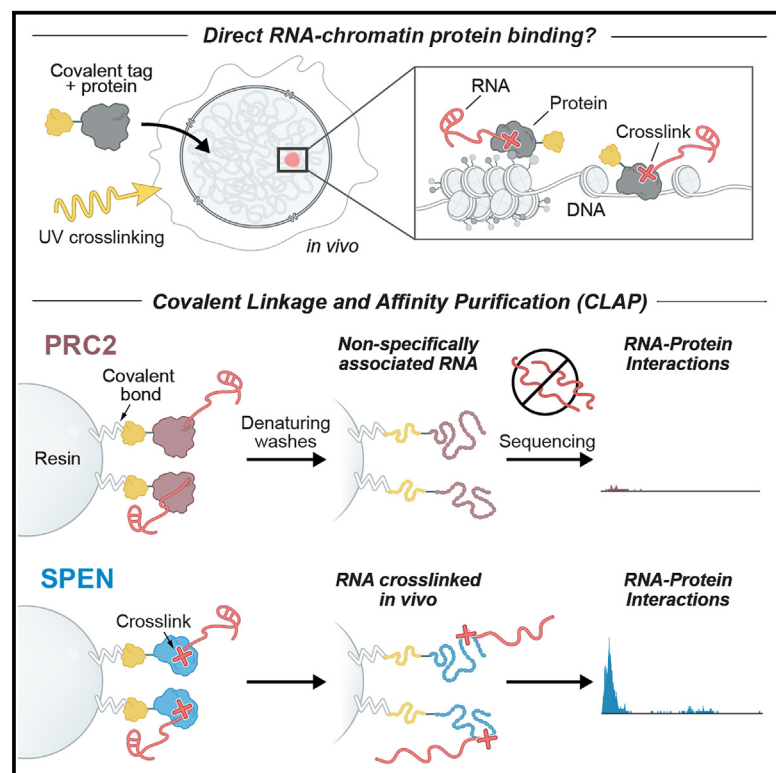 Direct RNA-chromatin protein binding?
Covalent tag
+ protein
UV crosslinking
in vivo
RNA
Protein
Crosslink
DNA
Covalent Linkage and Affinity Purification (CLAP)
PRC2
Covalent
bond
Resin
Denaturing
washes
Non-specifically
associated RNA
Sequencing
RNA-Protein
Interactions
SPEN
Crosslink
RNA crosslinked
in vivo
RNA-Protein
Interactions